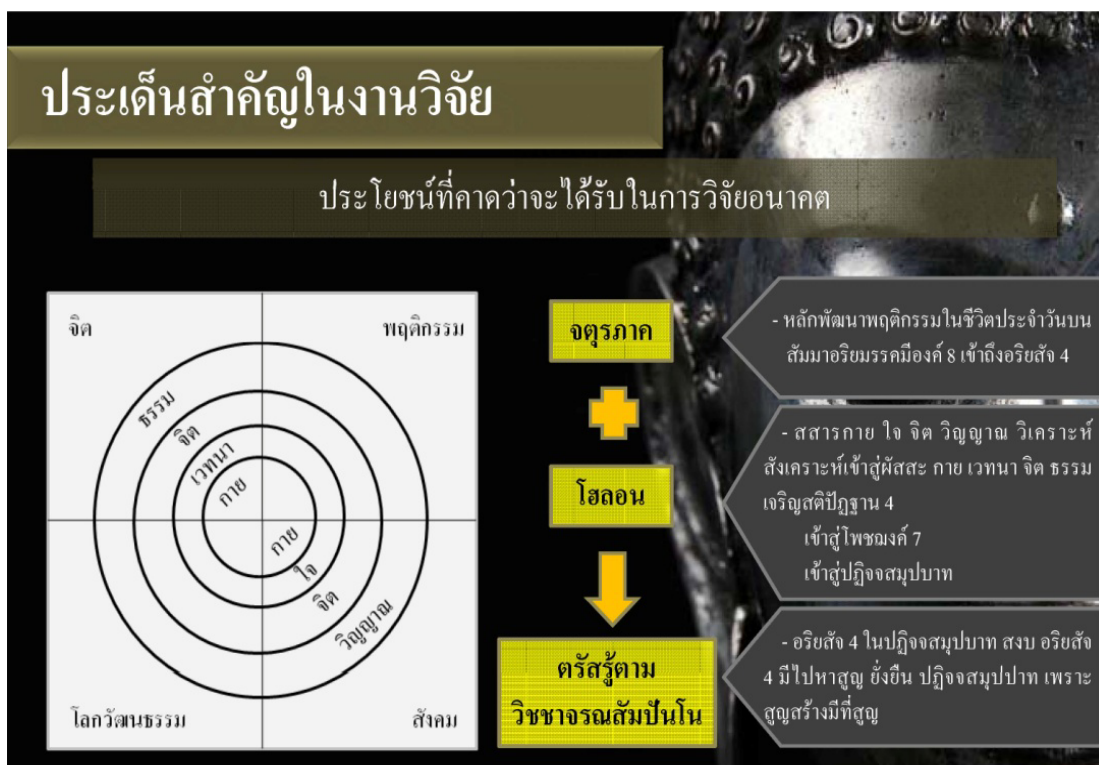 ประเด็นสำคัญในงานวิจัย
ประโยชน์ที่คาดว่าจะได้รับในการวิจัยอนาคต
จิต
พฤติกรรม
ธรรม
จิต
เวทนา
กาย
กาย
ใจ
จิต
วิญญาณ
โลกวัฒนธรรม
สังคม
จตุรภาค
โฮลอน
ตรัสรู้ตาม
วิชชาจรณสัมปันโน
- หลักพัฒนาพฤติกรรมในชีวิตประจำวันบน
สัมมาอริยมรรคมีองค์ 8 เข้าถึงอริยสัจ 4
- สสารกาย ใจ จิต วิญญาณ วิเคราะห์
สังเคราะห์เข้าสู่ผัสสะ กาย เวทนา จิต ธรรม
เจริญสติปัฏฐาน 4
เข้าสู่โพชฌงค์ 7
เข้าสู่ปฏิจจสมุปบาท
- อริยสัจ 4 ในปฏิจจสมุปบาท สงบ อริยสัจ
4 มีไปหาสูญ ยั่งยืน ปฏิจจสมุปปาท เพราะ
สูญสร้างมีที่สูญ